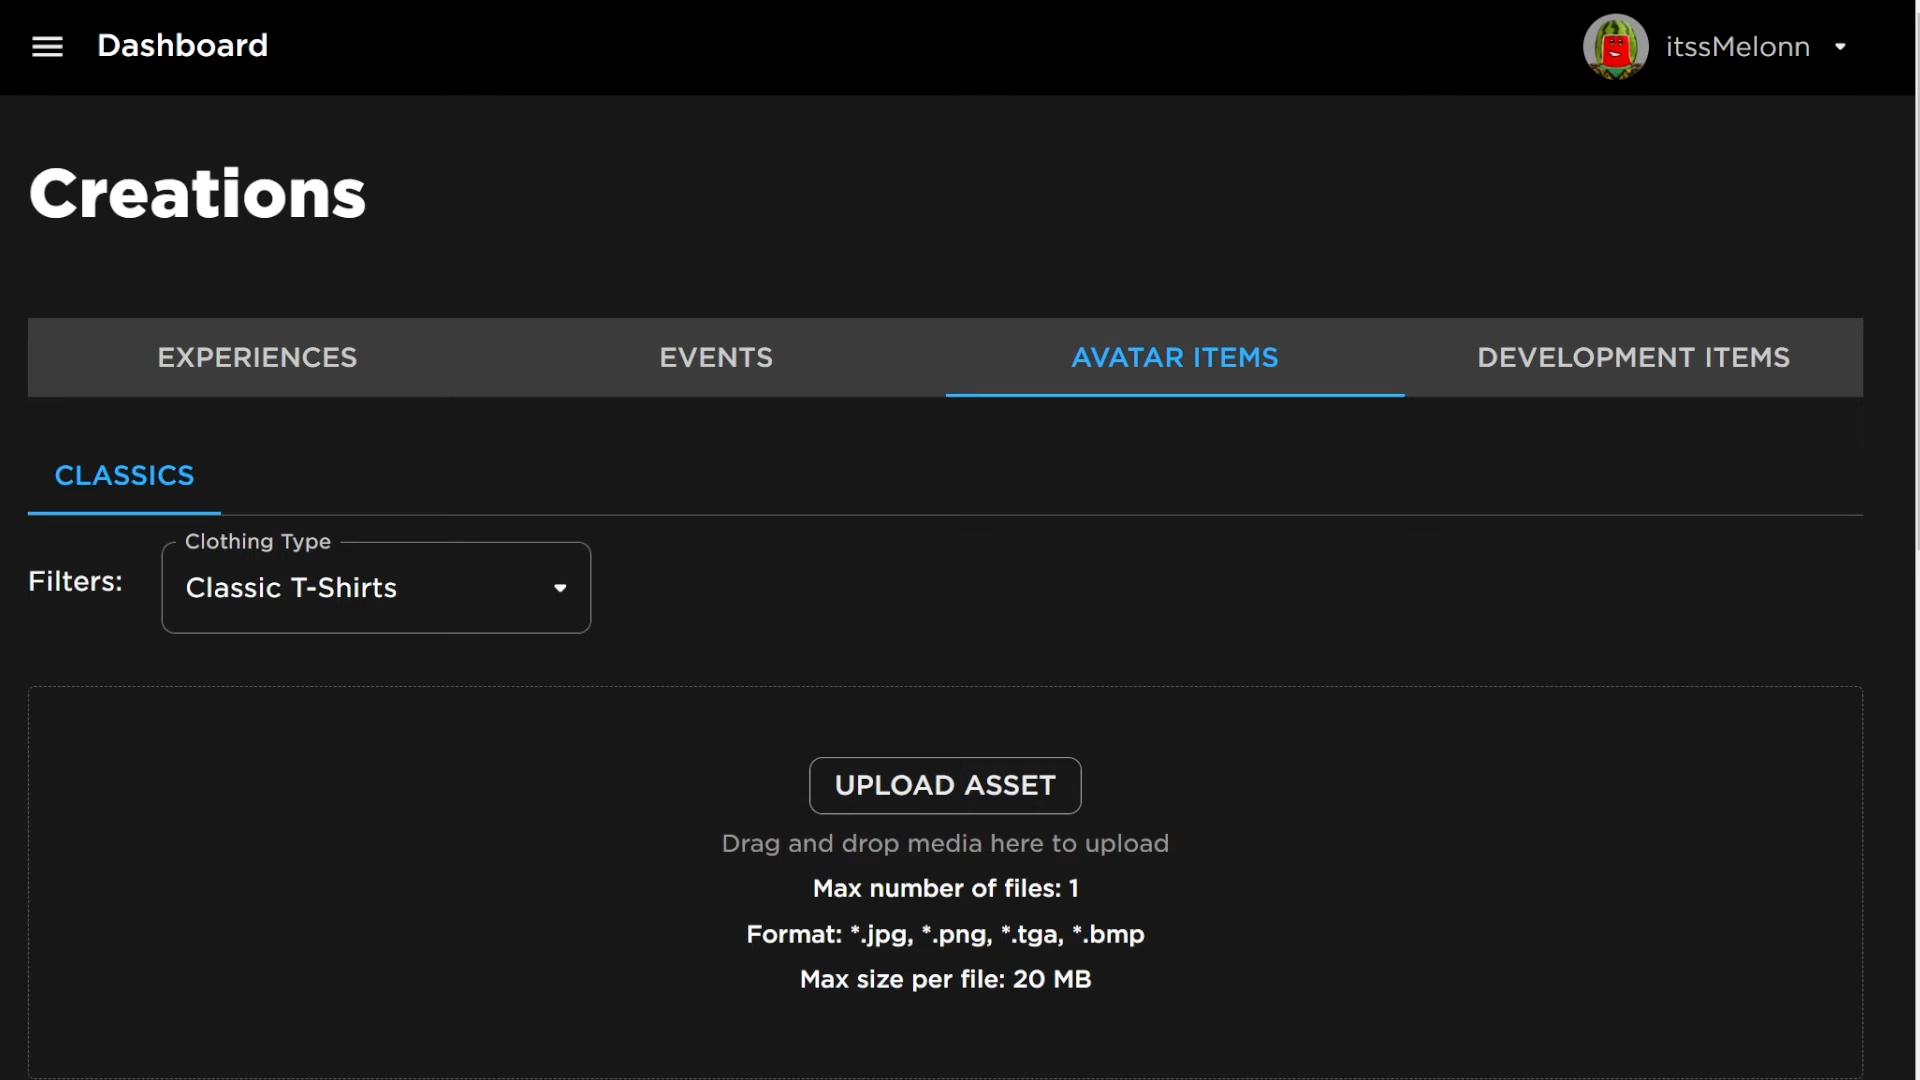 Dashboard
itssMelonn
Creations
EXPERIENCES
EVENTS
AVATAR ITEMS
DEVELOPMENT ITEMS
CLASSICS
Filters:
Clothing Type
Classic T-Shirts
UPLOAD ASSET
Drag and drop media here to upload
Max number of files: 1
Format: *.jpg, *.png, *.tga, *.bmp
Max size per file: 20 MB